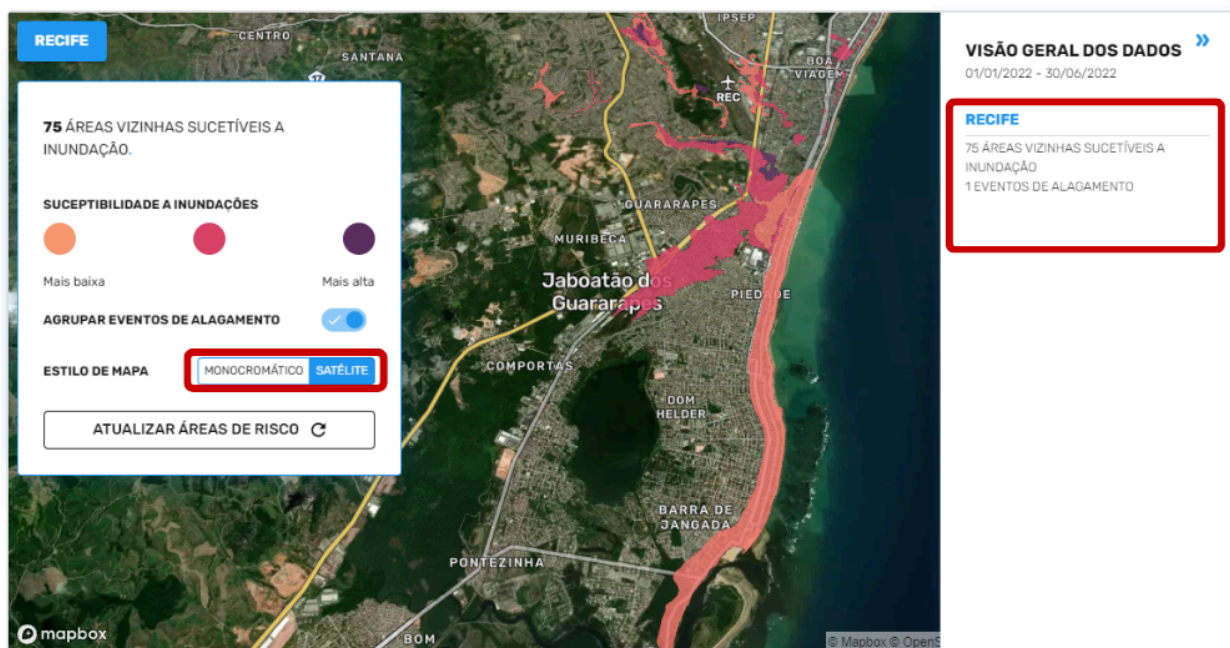 RECIFE
75 ÁREAS VIZINHAS SUCETÍVEIS A
INUNDAÇÃO.
SUCEPTIBILIDADE A INUNDAÇÕES
Mais baixa
Mais alta
AGRUPAR EVENTOS DE ALAGAMENTO
ESTILO DE MAPA
MONOCROMÁTICO
SATÉLITE
ATUALIZAR ÁREAS DE RISCO
CENTRO
SANTANA
17
IPSEP
BOA
VIAGEM
REC
GUARARAPES
MURIBECA
Jaboatão dos
Guararapes
PIEDADE
COMPORTAS
DOM
HELDER
BARRA DE
JANGADA
PONTEZINHA
BOM
mapbox
© Mapbox © OpenS
VISÃO GERAL DOS DADOS
01/01/2022 - 30/06/2022
RECIFE
75 ÁREAS VIZINHAS SUCETÍVEIS A
INUNDAÇÃO
1 EVENTOS DE ALAGAMENTO